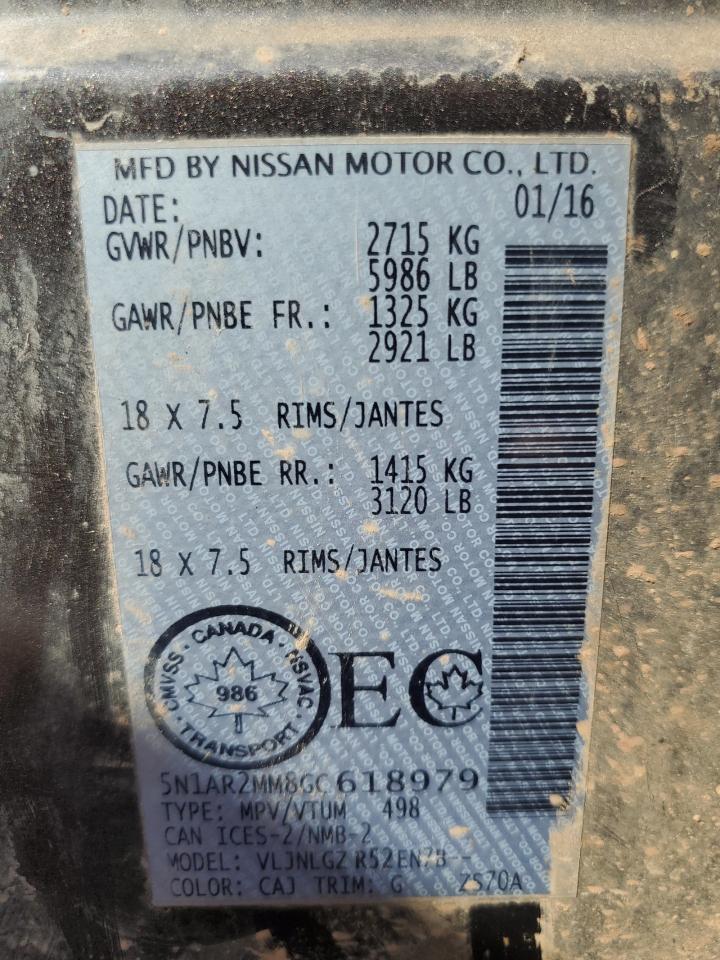 MFD BY NISSAN MOTOR CO., LTD.
DATE: 01/16
GVWR/PNBV: 2715 KG
5986 LB
GAWR/PNBE FR.: 1325 KG
2921 LB
18 X 7.5 RIMS/JANTES
GAWR/PNBE RR.: 1415 KG
3120 LB
18 X 7.5 RIMS/JANTES
CMVSS · CANADA · NSVAC · TRANSPORT
986
EC
5N1AR2MM8GC618979
TYPE: MPV/VTUM 498
CAN ICES-2/NMB-2
MODEL: VLJNLGZ R52EN7B--
COLOR: CAJ TRIM: G ZS70A